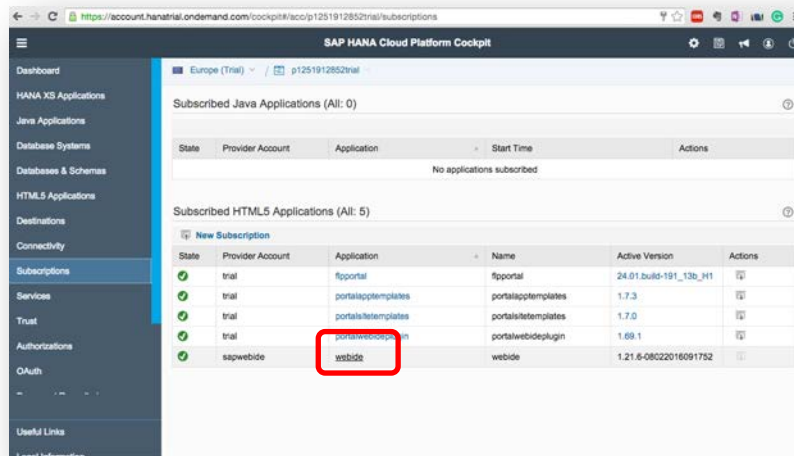 https://account.hanatrial.ondemand.com/cockpit#/acc/p1251912852trial/subscriptions
SAP HANA Cloud Platform Cockpit
Dashboard
HANA XS Applications
Java Applications
Database Systems
Databases & Schemas
HTML5 Applications
Destinations
Connectivity
Subscriptions
Services
Trust
Authorizations
OAuth
Useful Links
Europe (Trial) / p1251912852trial
Subscribed Java Applications (All: 0)
State Provider Account Application Start Time Actions
No applications subscribed
Subscribed HTML5 Applications (All: 5)
New Subscription
State Provider Account Application Name Active Version Actions
trial flpportal flpportal 24.01.build-191_13b_H1
trial portalapptemplates portalapptemplates 1.7.3
trial portalsitetemplates portalsitetemplates 1.7.0
trial portalwebideplugin portalwebideplugin 1.69.1
sapwebide webide webide 1.21.6-08022016091752